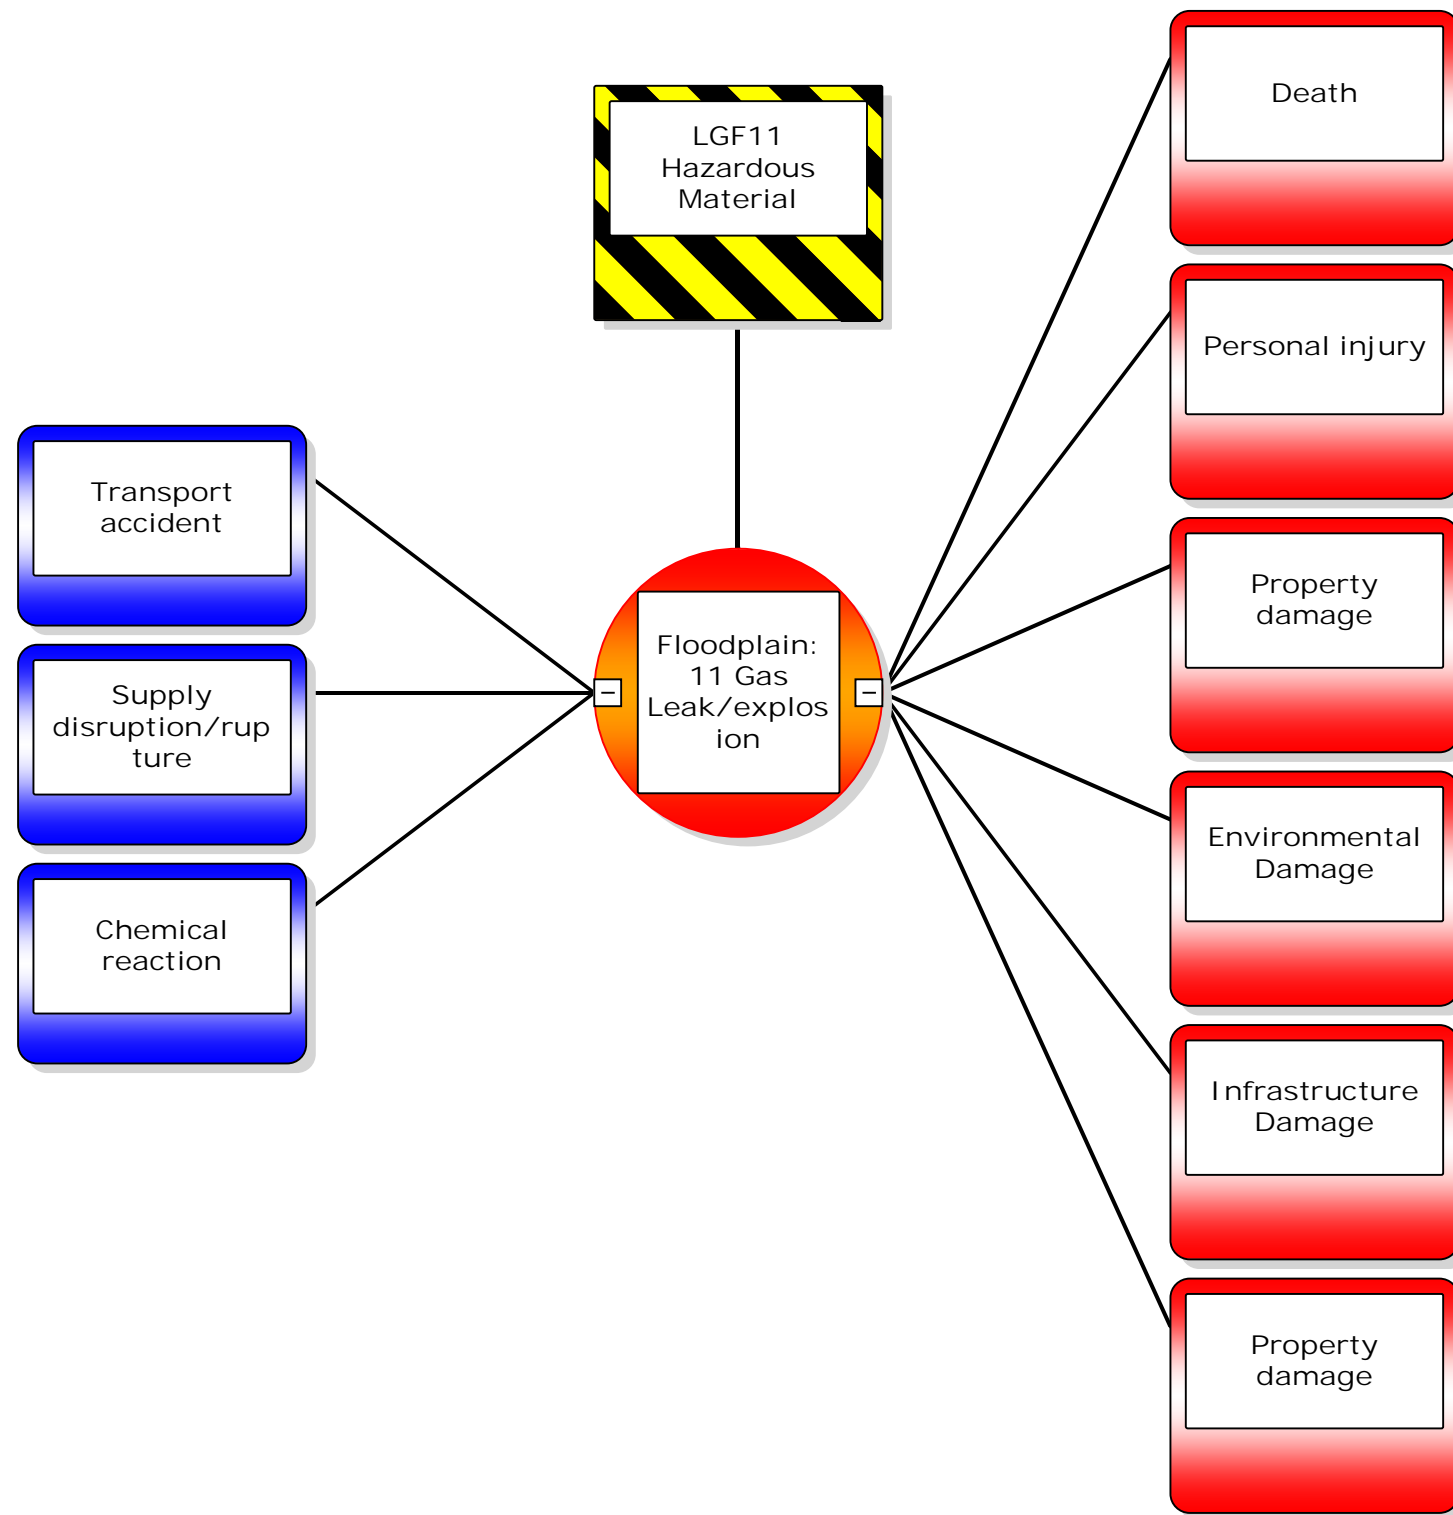 LGF11
Hazardous
Material
Transport
accident
Supply
disruption/rup
ture
Chemical
reaction
Floodplain:
11 Gas
Leak/explos
ion
Death
Personal injury
Property
damage
Environmental
Damage
Infrastructure
Damage
Property
damage